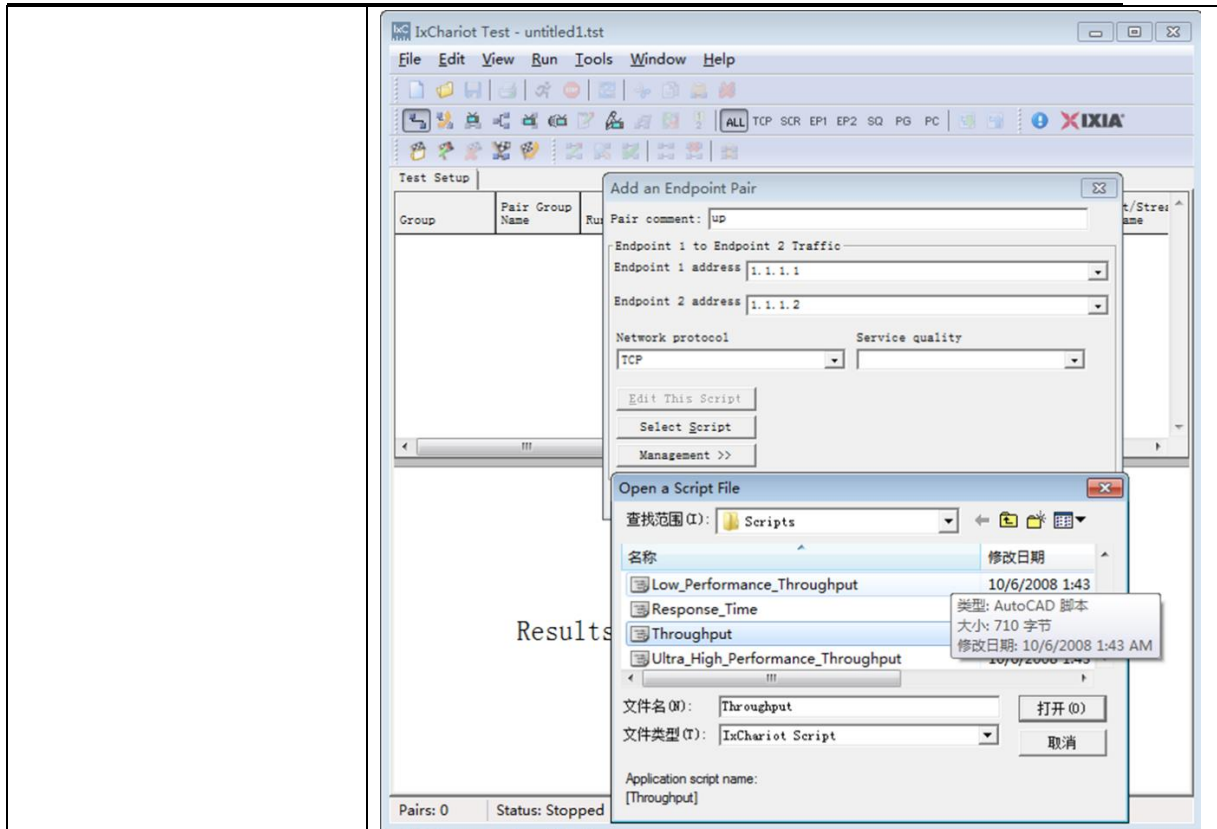 IxChariot Test - untitled1.tst
File Edit View Run Tools Window Help
ALL TCP SCR EP1 EP2 SQ PG PC IXIA
Test Setup
Group
Pair Group
Name
Add an Endpoint Pair
Pair comment: up
Endpoint 1 to Endpoint 2 Traffic
Endpoint 1 address 1.1.1.1
Endpoint 2 address 1.1.1.2
Network protocol Service quality
TCP
Edit This Script
Select Script
Management >>
Open a Script File
查找范围(I): Scripts
名称 修改日期
Low_Performance_Throughput 10/6/2008 1:43
Response_Time
Throughput
Ultra_High_Performance_Throughput 10/6/2008 1:43
类型: AutoCAD 脚本
大小: 710 字节
修改日期: 10/6/2008 1:43 AM
文件名(N): Throughput 打开(O)
文件类型(T): IxChariot Script 取消
Application script name:
[Throughput]
Results
Pairs: 0 Status: Stopped